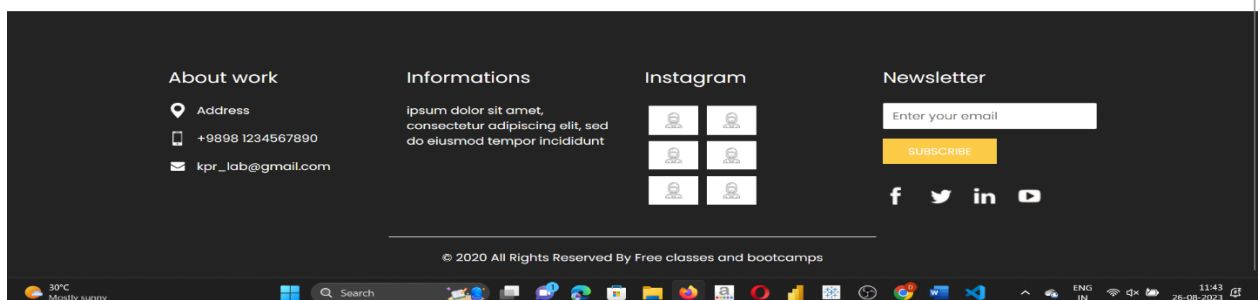 About work
Address
+9898 1234567890
kpr_lab@gmail.com
Informations
ipsum dolor sit amet,
consectetur adipiscing elit, sed
do eiusmod tempor incididunt
Instagram
Newsletter
Enter your email
SUBSCRIBE
© 2020 All Rights Reserved By Free classes and bootcamps
30°C
Mostly sunny
Search
ENG
IN
11:43
26-08-2023